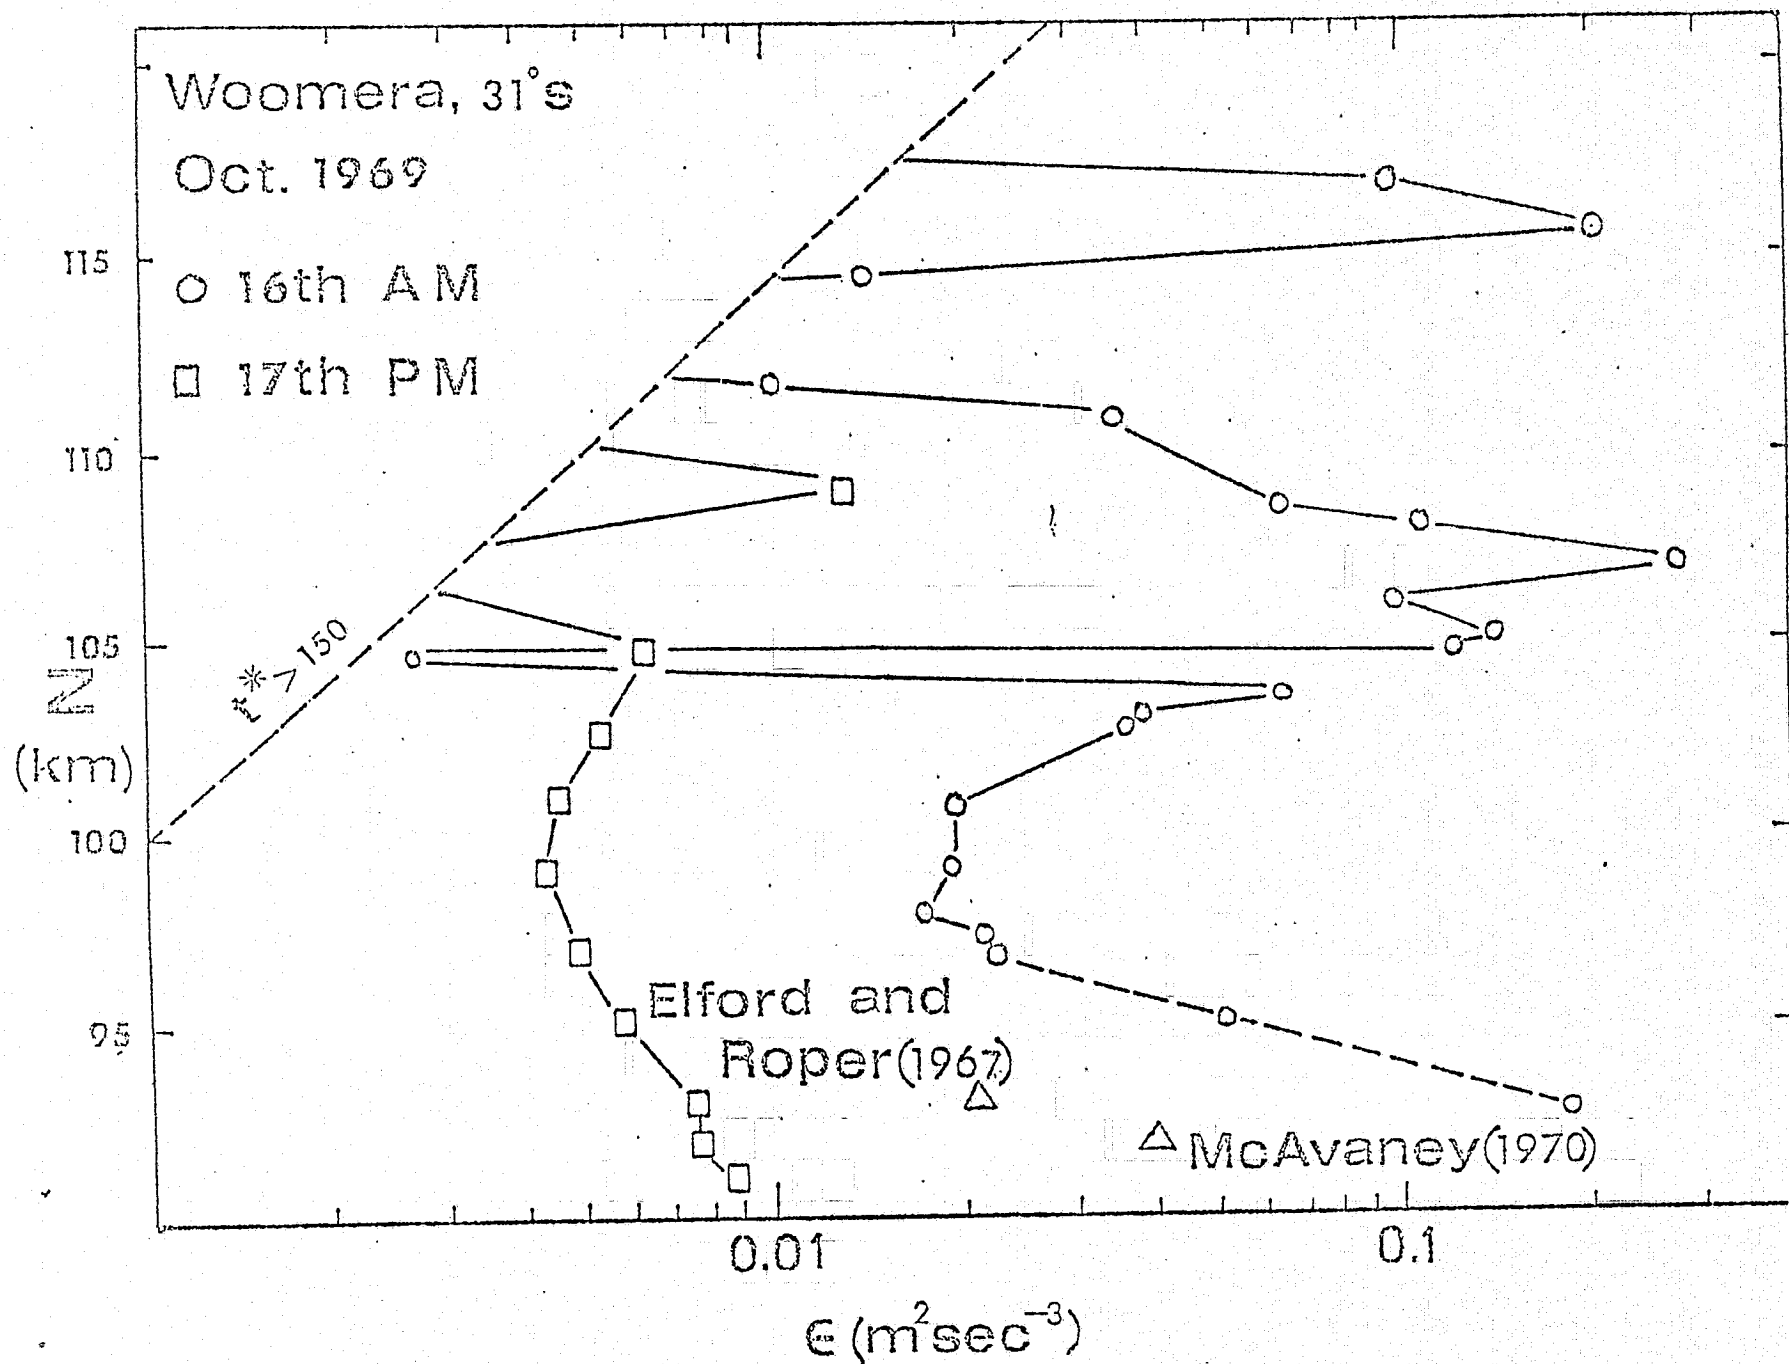 Woomera, 31°s
Oct. 1969
○ 16th AM
□ 17th PM
115
110
105
100
95
Z
(km)
t* > 150
Elford and
Roper(1967)
△ McAvaney(1970)
0.01
0.1
ϵ (m²sec⁻³)